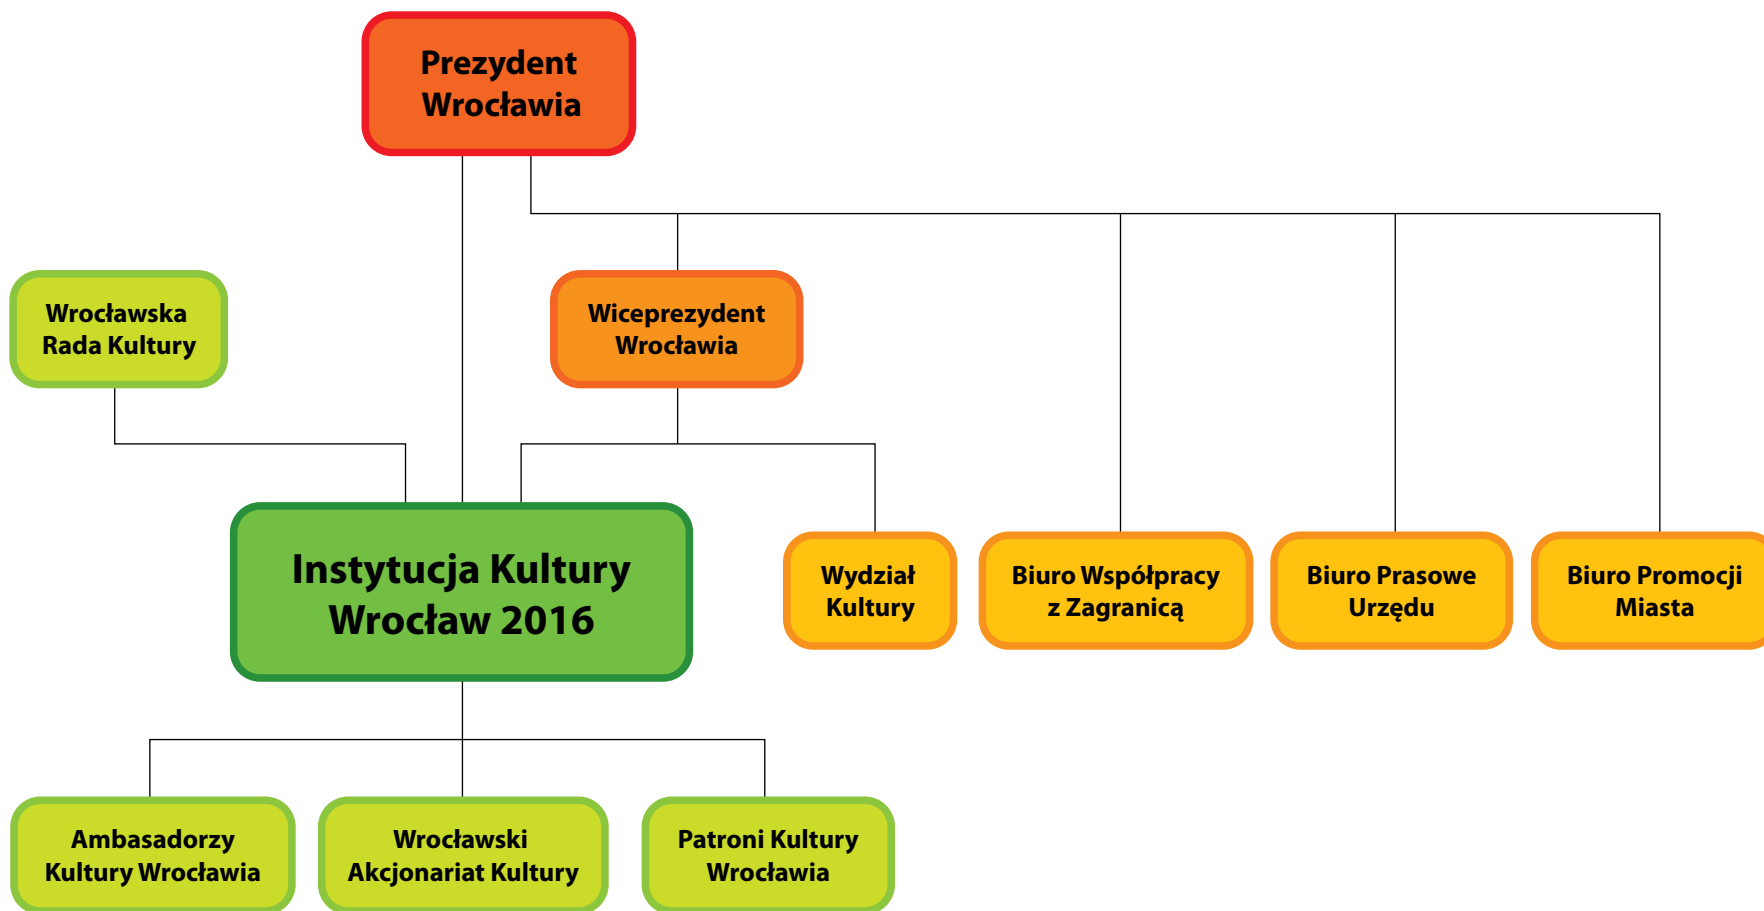 Prezydent
Wrocławia
Wrocławska
Rada Kultury
Wiceprezydent
Wrocławia
Instytucja Kultury
Wrocław 2016
Wydział
Kultury
Biuro Współpracy
z Zagranicą
Biuro Prasowe
Urzędu
Biuro Promocji
Miasta
Ambasadorzy
Kultury Wrocławia
Wrocławski
Akcjonariat Kultury
Patroni Kultury
Wrocławia